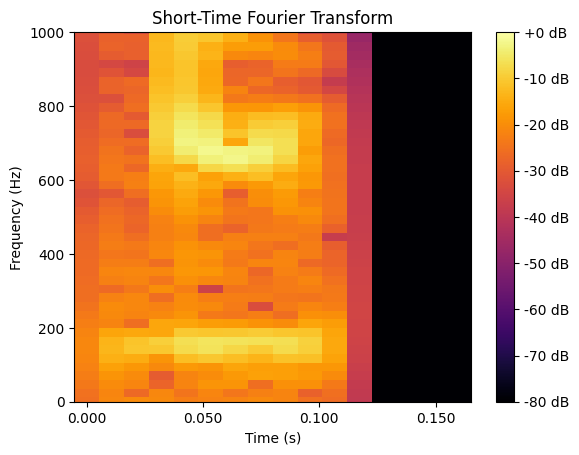 Short-Time Fourier Transform
Frequency (Hz)
1000
800
600
400
200
0
0.000
0.050
0.100
0.150
Time (s)
+0 dB
-10 dB
-20 dB
-30 dB
-40 dB
-50 dB
-60 dB
-70 dB
-80 dB